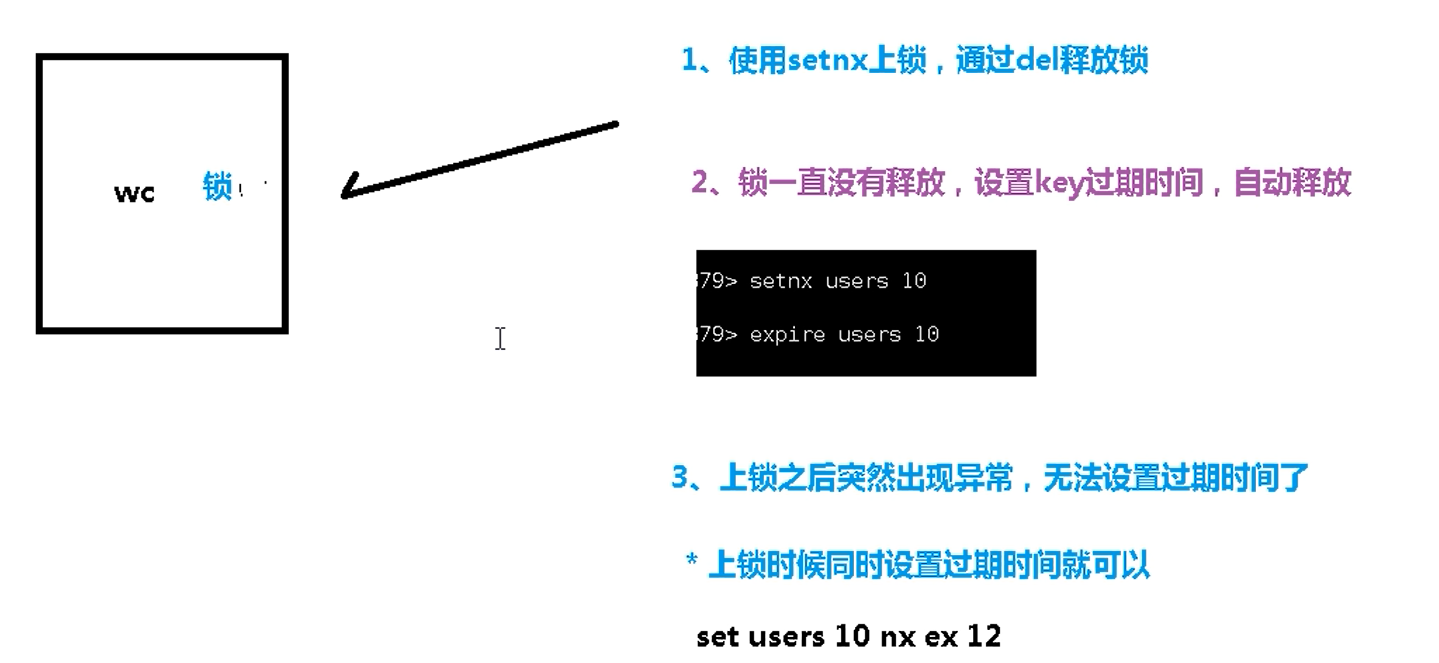 1、使用setnx上锁，通过del释放锁
wc 锁
2、锁一直没有释放，设置key过期时间，自动释放
79> setnx users 10
79> expire users 10
3、上锁之后突然出现异常，无法设置过期时间了
* 上锁时候同时设置过期时间就可以
set users 10 nx ex 12